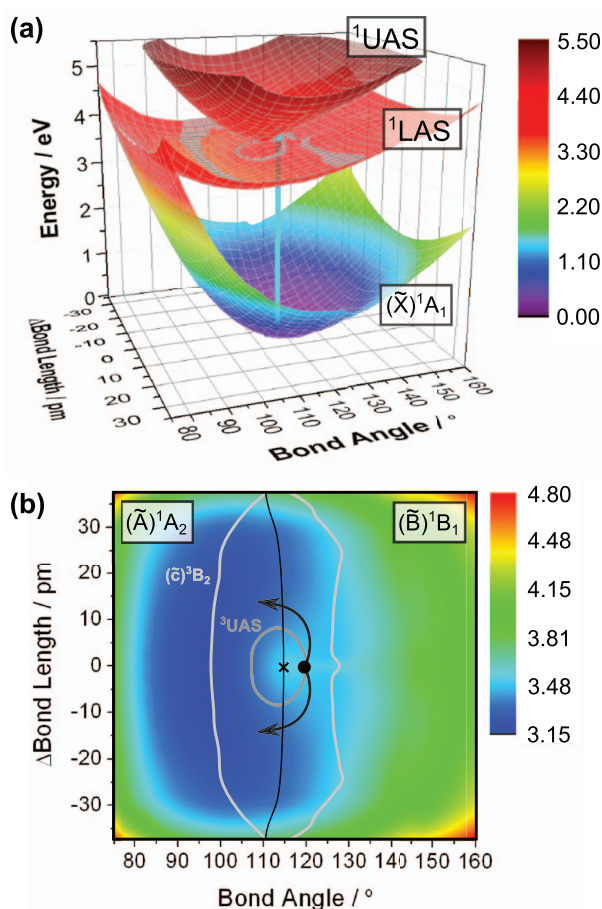 (a)
¹UAS
¹LAS
(X̃)¹A₁
Energy / eV
5
4
3
2
1
0
ΔBond Length / pm
-30
-20
-10
0
10
20
30
Bond Angle / °
80
90
100
110
120
130
140
150
160
5.50
4.40
3.30
2.20
1.10
0.00
(b)
(Ã)¹A₂
(B̃)¹B₁
(c̃)³B₂
³UAS
ΔBond Length / pm
30
20
10
0
-10
-20
-30
80 90 100 110 120 130 140 150 160
Bond Angle / °
4.80
4.48
4.15
3.81
3.48
3.15